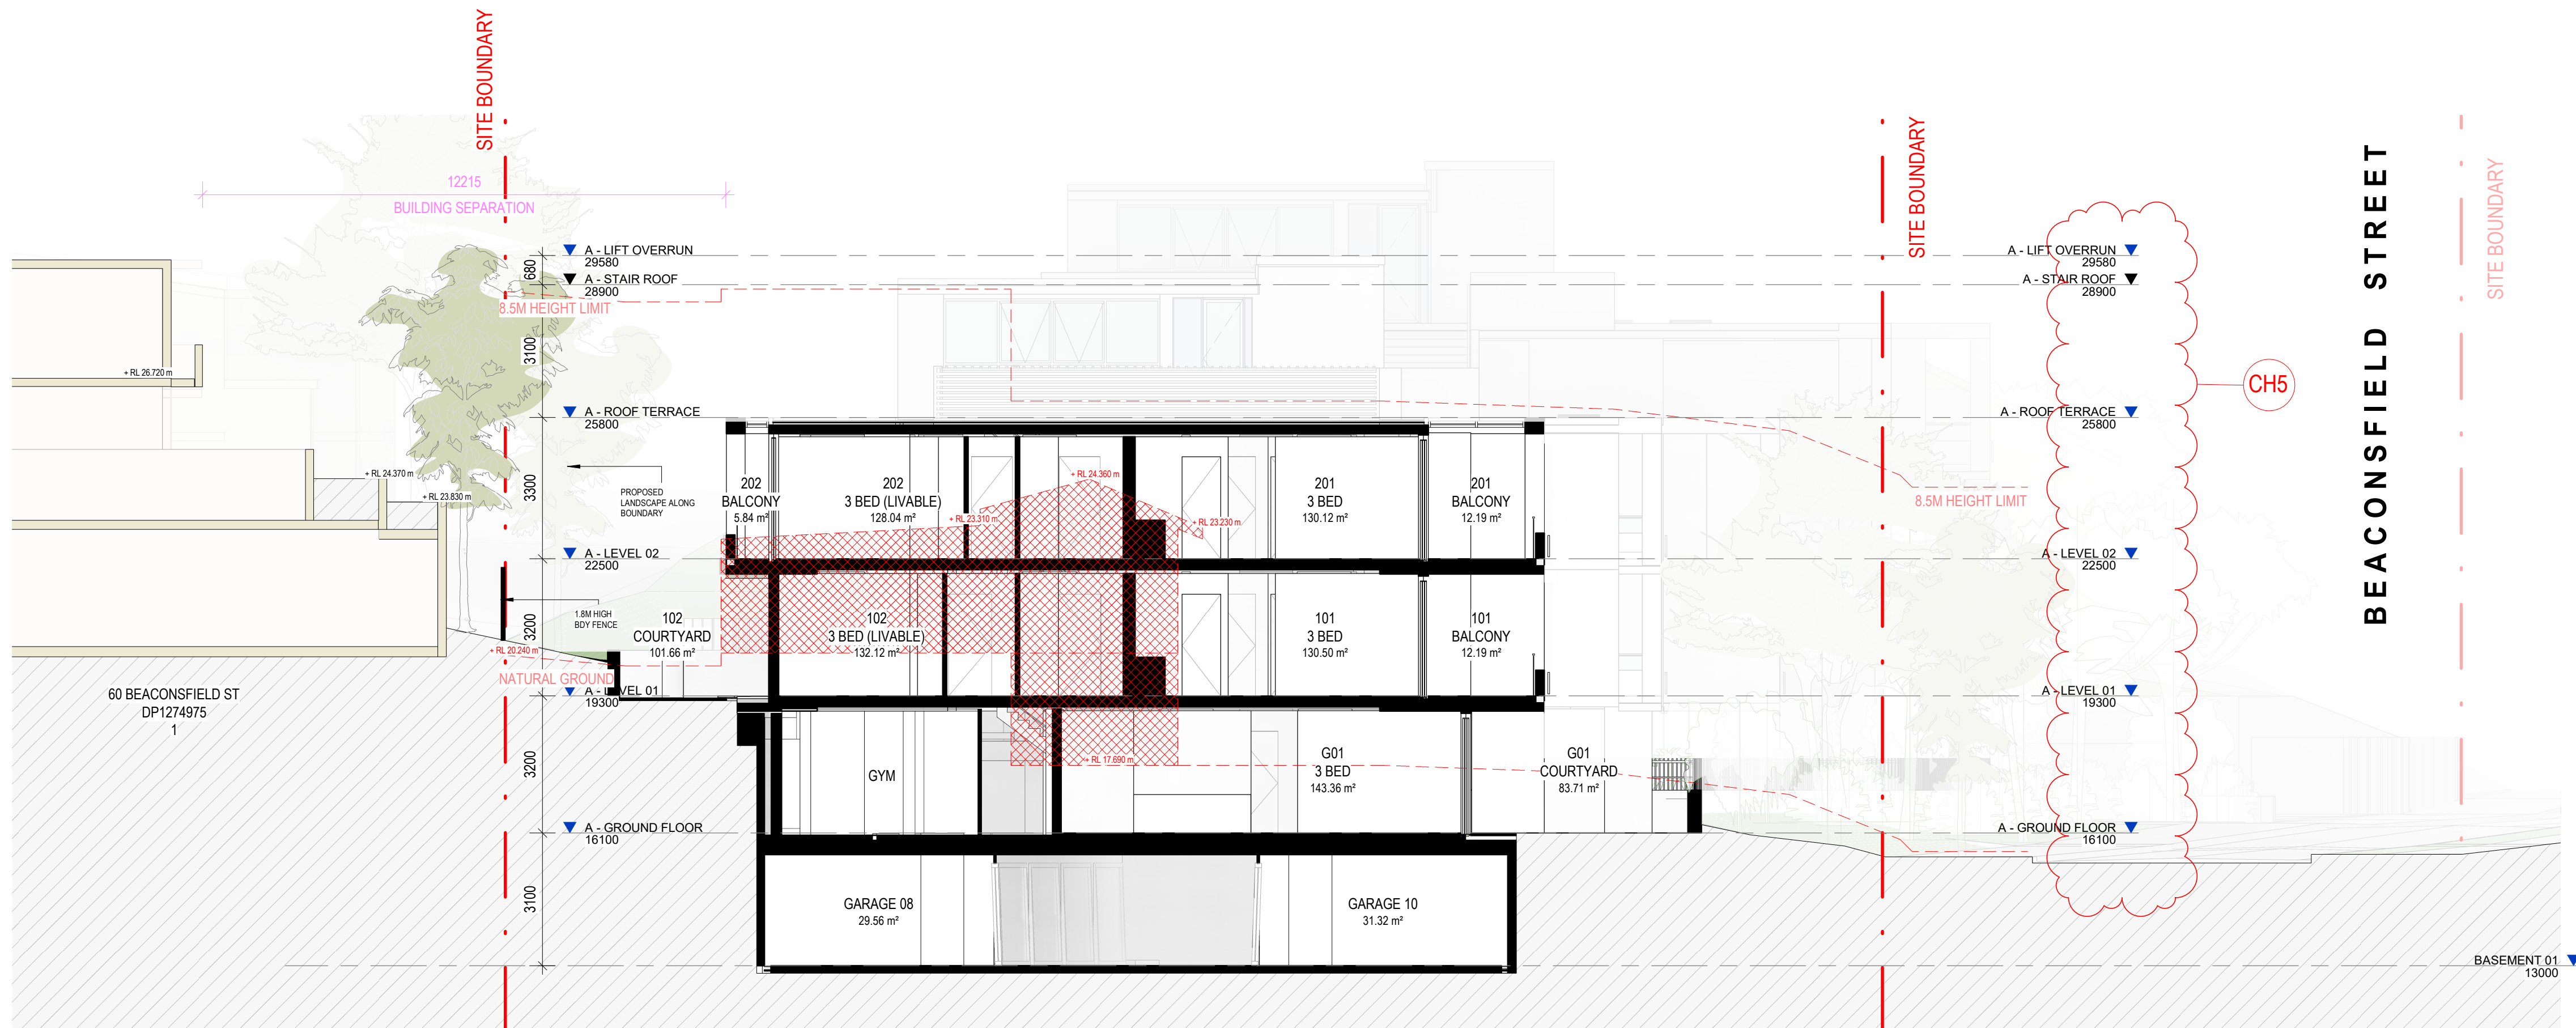 SITE BOUNDARY
SITE BOUNDARY
SITE BOUNDARY
BEACONSFIELD STREET
12215
BUILDING SEPARATION
A - LIFT OVERRUN
29580
A - STAIR ROOF
28900
8.5M HEIGHT LIMIT
680
3100
3300
3200
3200
3100
A - LIFT OVERRUN
29580
A - STAIR ROOF
28900
CH5
+ RL 26.720 m
A - ROOF TERRACE
25800
A - ROOF TERRACE
25800
+ RL 24.370 m
+ RL 23.830 m
PROPOSED
LANDSCAPE ALONG
BOUNDARY
202
BALCONY
5.84 m²
202
3 BED (LIVABLE)
128.04 m²
+ RL 23.310 m
+ RL 24.360 m
+ RL 23.230 m
201
3 BED
130.12 m²
201
BALCONY
12.19 m²
8.5M HEIGHT LIMIT
A - LEVEL 02
22500
A - LEVEL 02
22500
1.8M HIGH
BDY FENCE
102
COURTYARD
101.66 m²
102
3 BED (LIVABLE)
132.12 m²
101
3 BED
130.50 m²
101
BALCONY
12.19 m²
+ RL 20.240 m
NATURAL GROUND
A - LEVEL 01
19300
A - LEVEL 01
19300
60 BEACONSFIELD ST
DP1274975
1
GYM
+ RL 17.690 m
G01
3 BED
143.36 m²
G01
COURTYARD
83.71 m²
A - GROUND FLOOR
16100
A - GROUND FLOOR
16100
GARAGE 08
29.56 m²
GARAGE 10
31.32 m²
BASEMENT 01
13000